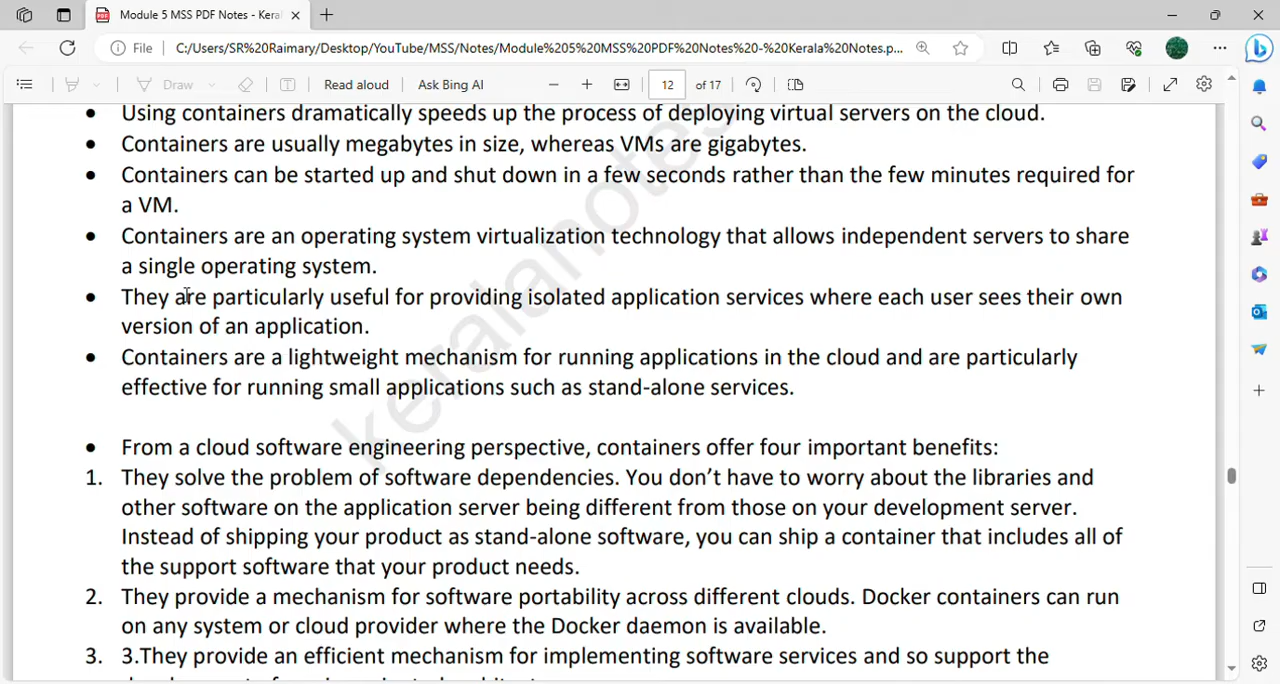 Module 5 MSS PDF Notes - Keral
File
C:/Users/SR%20Raimary/Desktop/YouTube/MSS/Notes/Module%205%20MSS%20PDF%20Notes%20-%20Kerala%20Notes.p...
Draw
Read aloud
Ask Bing AI
12 of 17
• Using containers dramatically speeds up the process of deploying virtual servers on the cloud.
• Containers are usually megabytes in size, whereas VMs are gigabytes.
• Containers can be started up and shut down in a few seconds rather than the few minutes required for
a VM.
• Containers are an operating system virtualization technology that allows independent servers to share
a single operating system.
• They are particularly useful for providing isolated application services where each user sees their own
version of an application.
• Containers are a lightweight mechanism for running applications in the cloud and are particularly
effective for running small applications such as stand-alone services.
• From a cloud software engineering perspective, containers offer four important benefits:
1. They solve the problem of software dependencies. You don’t have to worry about the libraries and
other software on the application server being different from those on your development server.
Instead of shipping your product as stand-alone software, you can ship a container that includes all of
the support software that your product needs.
2. They provide a mechanism for software portability across different clouds. Docker containers can run
on any system or cloud provider where the Docker daemon is available.
3. 3.They provide an efficient mechanism for implementing software services and so support the
keralanotes